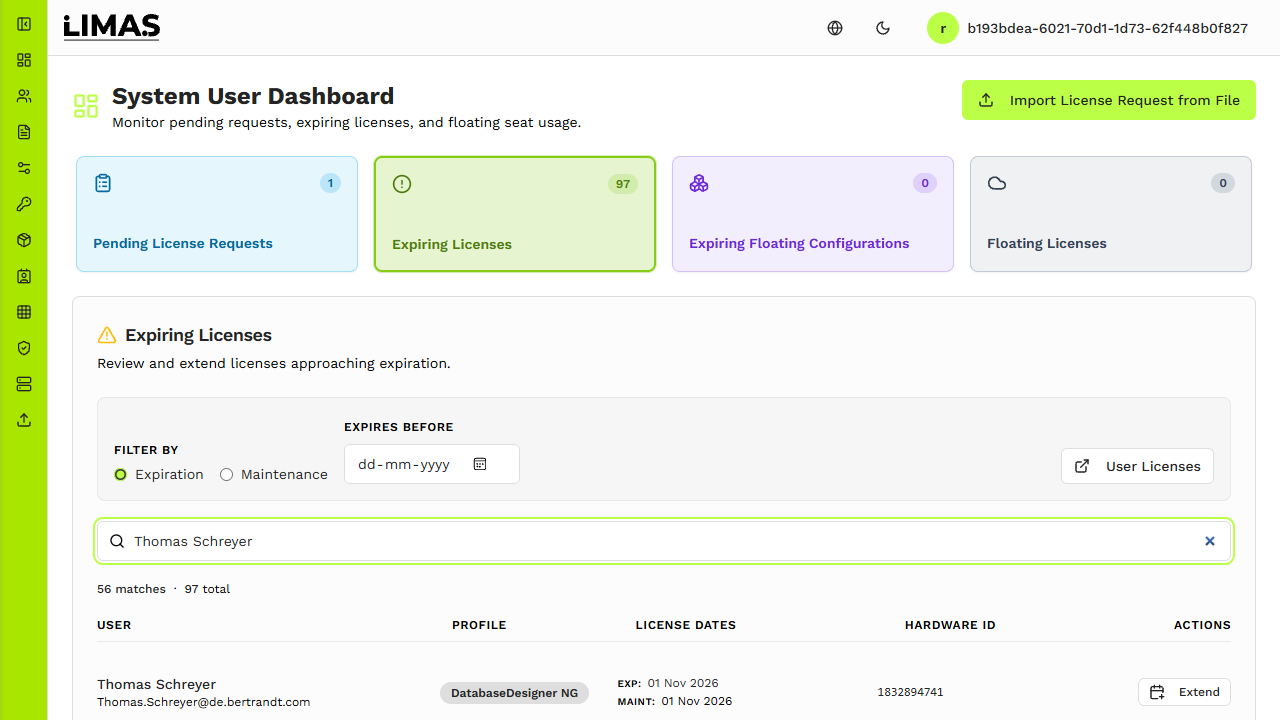 LIMAS
r b193bdea-6021-70d1-1d73-62f448b0f827
System User Dashboard
Monitor pending requests, expiring licenses, and floating seat usage.
Import License Request from File
1
Pending License Requests
97
Expiring Licenses
0
Expiring Floating Configurations
0
Floating Licenses
Expiring Licenses
Review and extend licenses approaching expiration.
FILTER BY
Expiration Maintenance
EXPIRES BEFORE
dd-mm-yyyy
User Licenses
Thomas Schreyer
56 matches · 97 total
USER PROFILE LICENSE DATES HARDWARE ID ACTIONS
Thomas Schreyer
Thomas.Schreyer@de.bertrandt.com
DatabaseDesigner NG
EXP: 01 Nov 2026
MAINT: 01 Nov 2026
1832894741
Extend